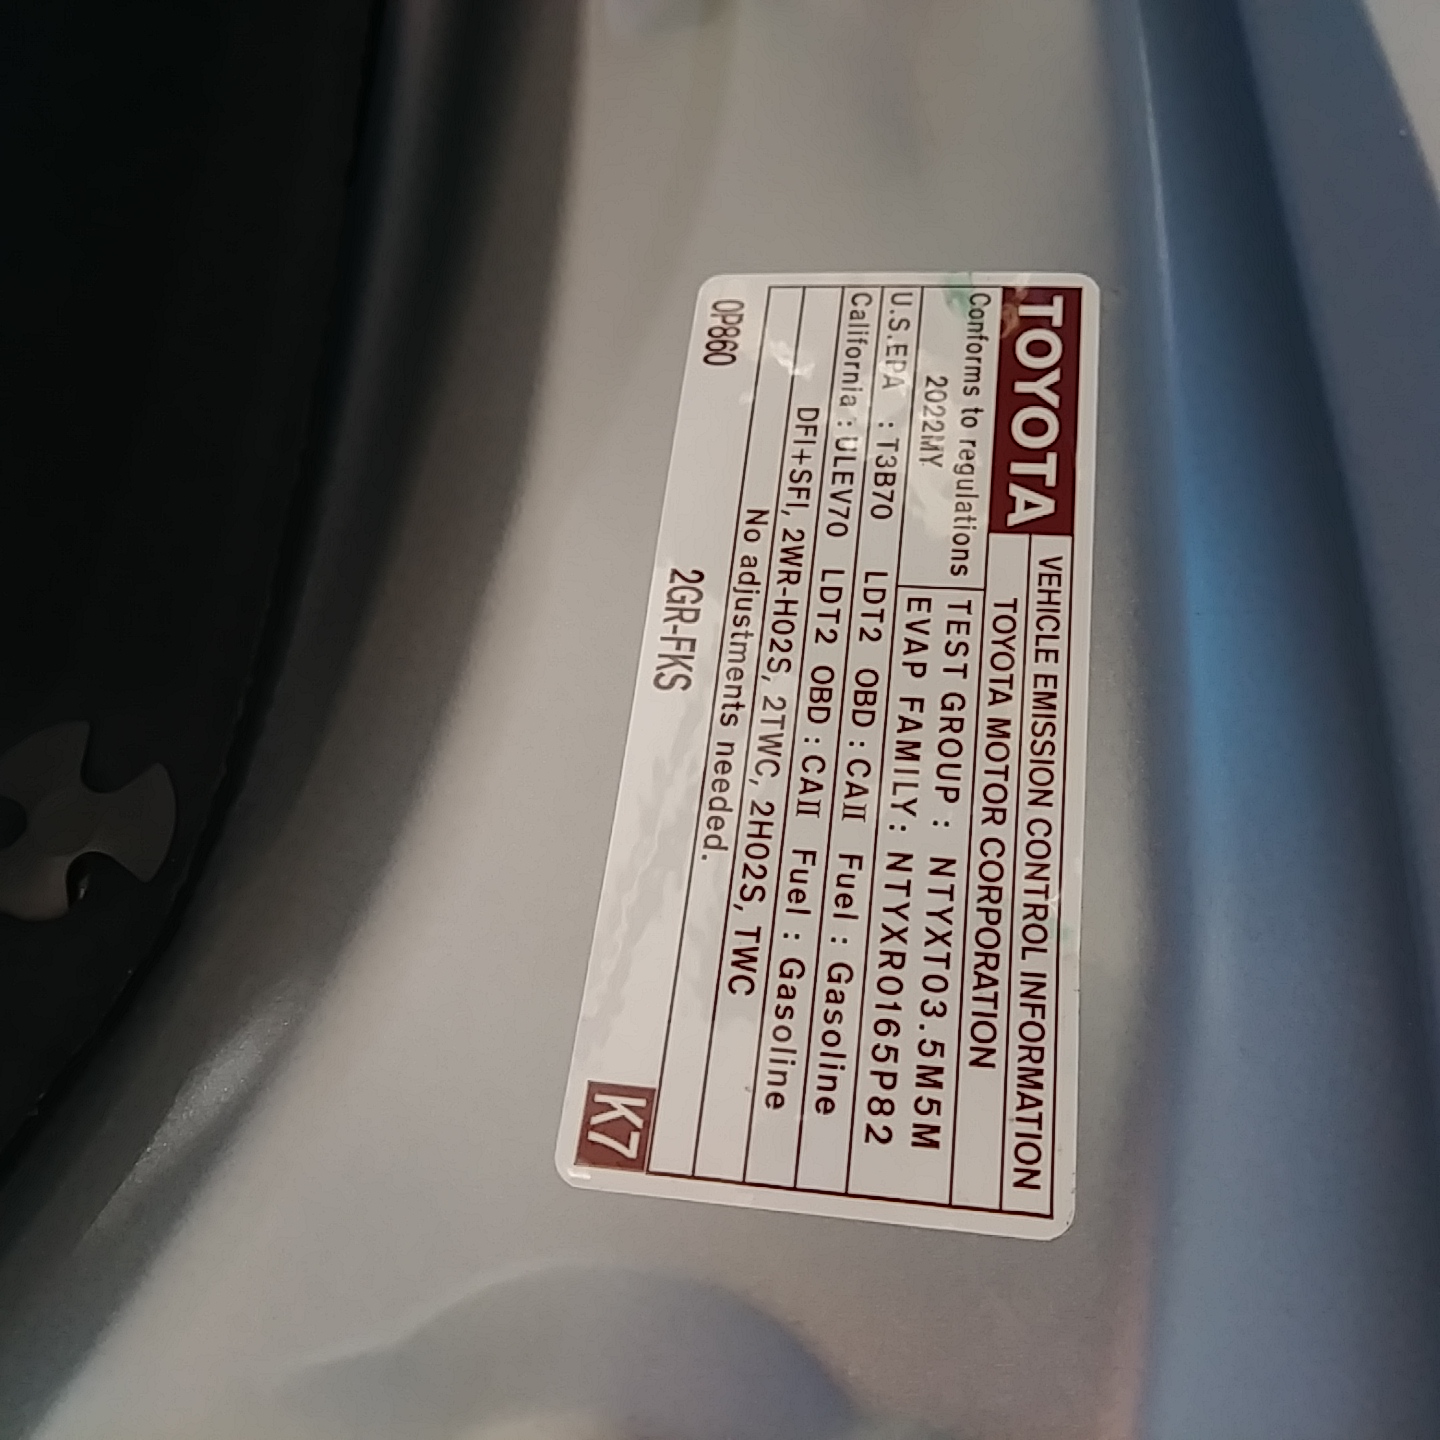 TOYOTA
VEHICLE EMISSION CONTROL INFORMATION
TOYOTA MOTOR CORPORATION
Conforms to regulations
2022MY
TEST GROUP : NTYXT03.5M5M
EVAP FAMILY: NTYXR0165P82
U.S.EPA : T3B70 LDT2 OBD : CAII Fuel : Gasoline
California : ULEV70 LDT2 OBD : CAII Fuel : Gasoline
DFI+SFI, 2WR-HO2S, 2TWC, 2HO2S, TWC
No adjustments needed.
0P860
2GR-FKS
K7